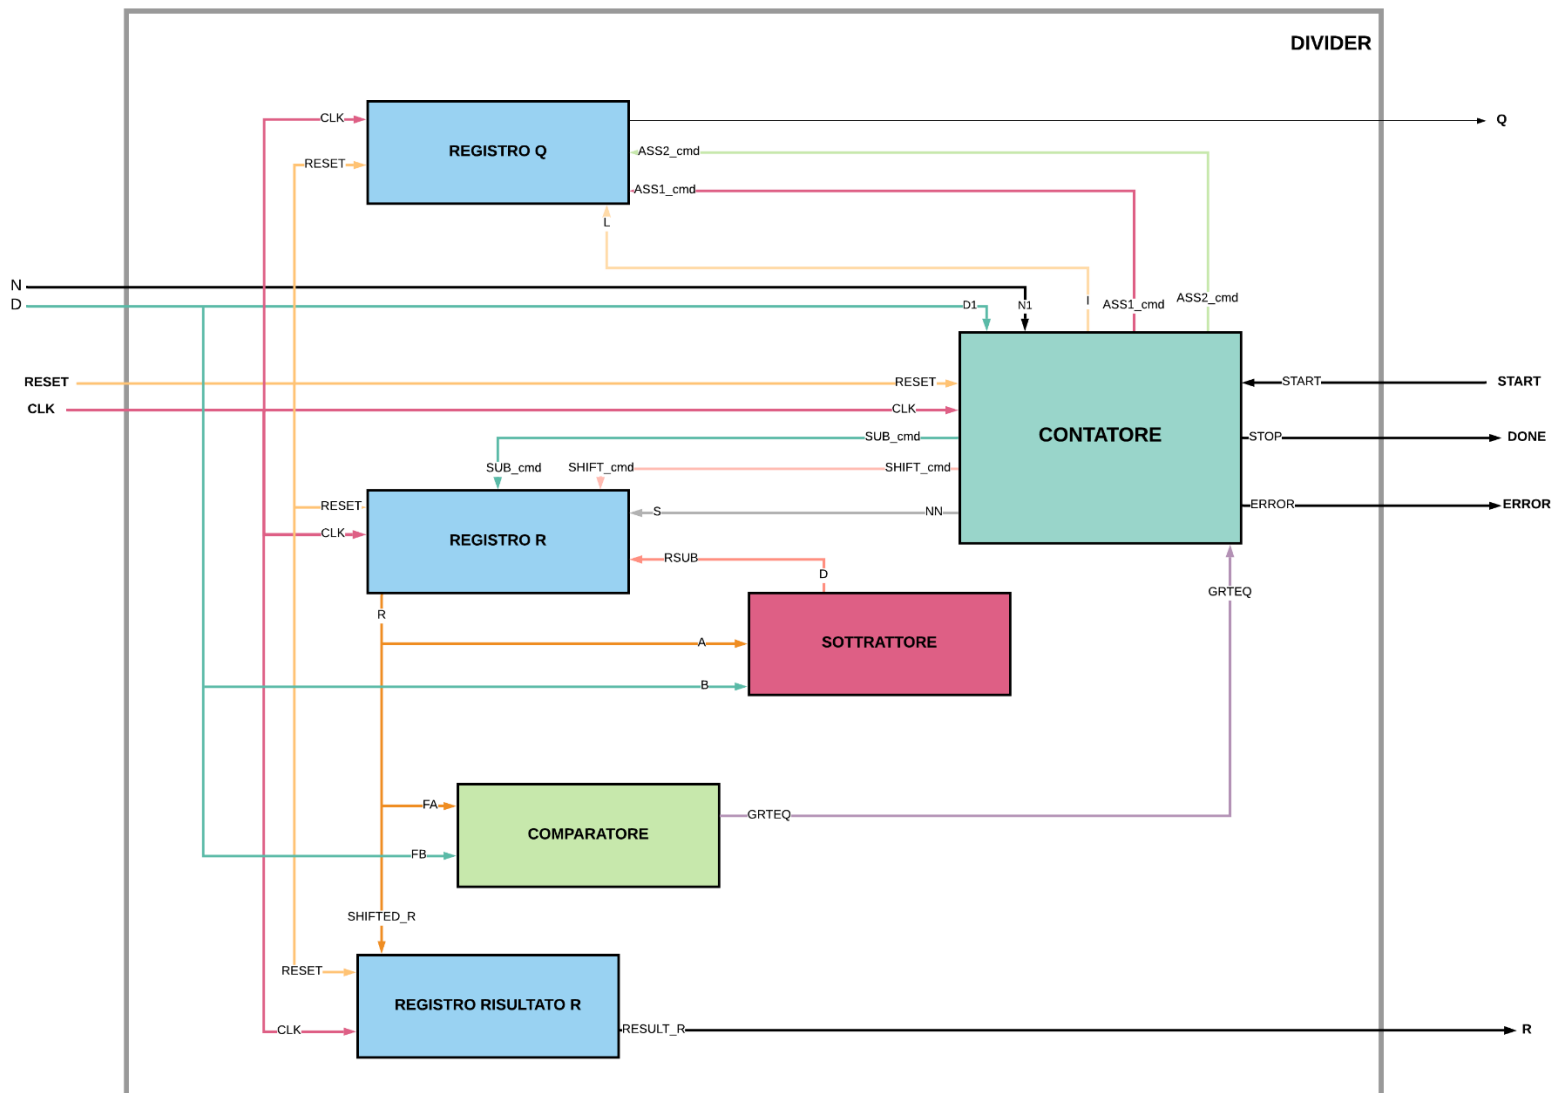 DIVIDER
CLK
REGISTRO Q
Q
RESET
ASS2_cmd
ASS1_cmd
L
N
D
D1
N1
I
ASS1_cmd
ASS2_cmd
RESET
RESET
START
START
CLK
CLK
CONTATORE
SUB_cmd
STOP
DONE
SUB_cmd
SHIFT_cmd
SHIFT_cmd
RESET
S
NN
ERROR
ERROR
CLK
REGISTRO R
RSUB
D
GRTEQ
R
A
SOTTRATTORE
B
FA
GRTEQ
COMPARATORE
FB
SHIFTED_R
RESET
REGISTRO RISULTATO R
CLK
RESULT_R
R